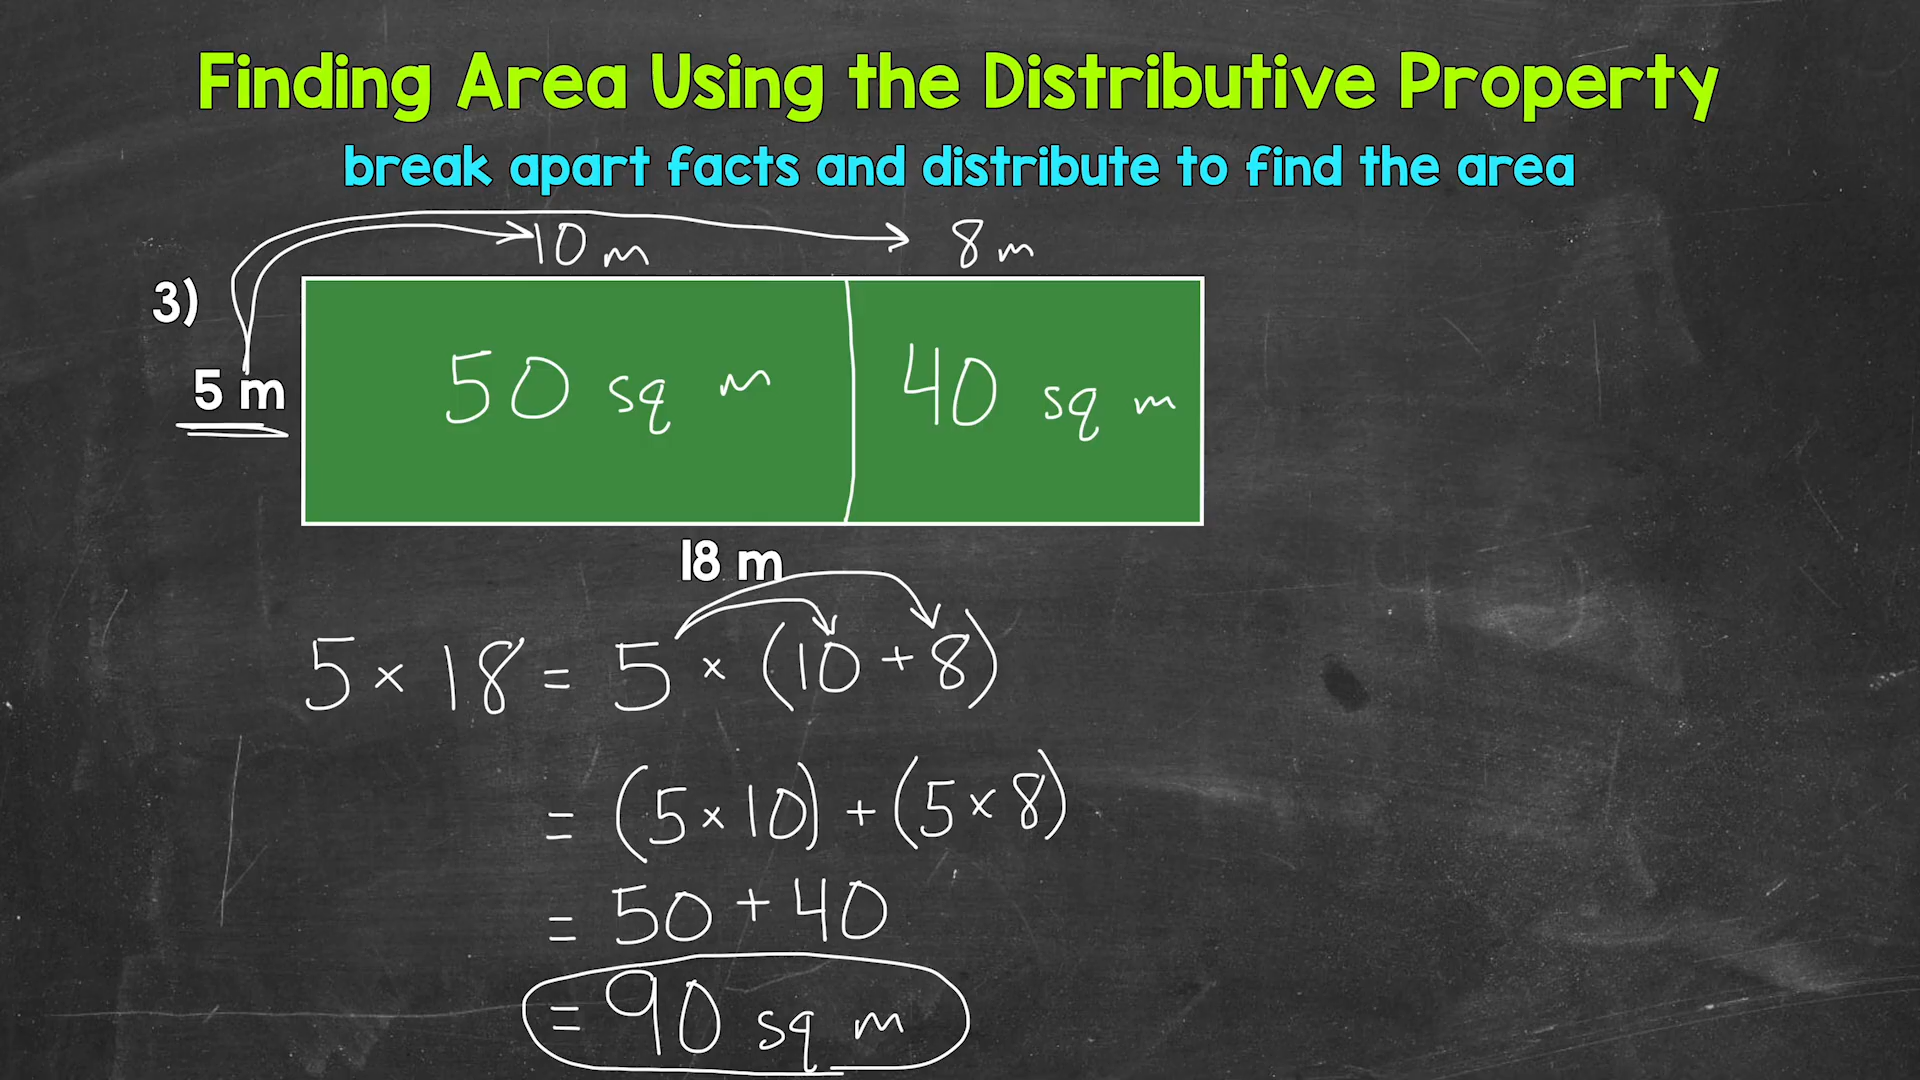 Finding Area Using the Distributive Property
break apart facts and distribute to find the area
10 m 8 m
3)
5 m 50 sq m 40 sq m
18 m
5 × 18 = 5 × (10 + 8)
= (5 × 10) + (5 × 8)
= 50 + 40
= 90 sq m